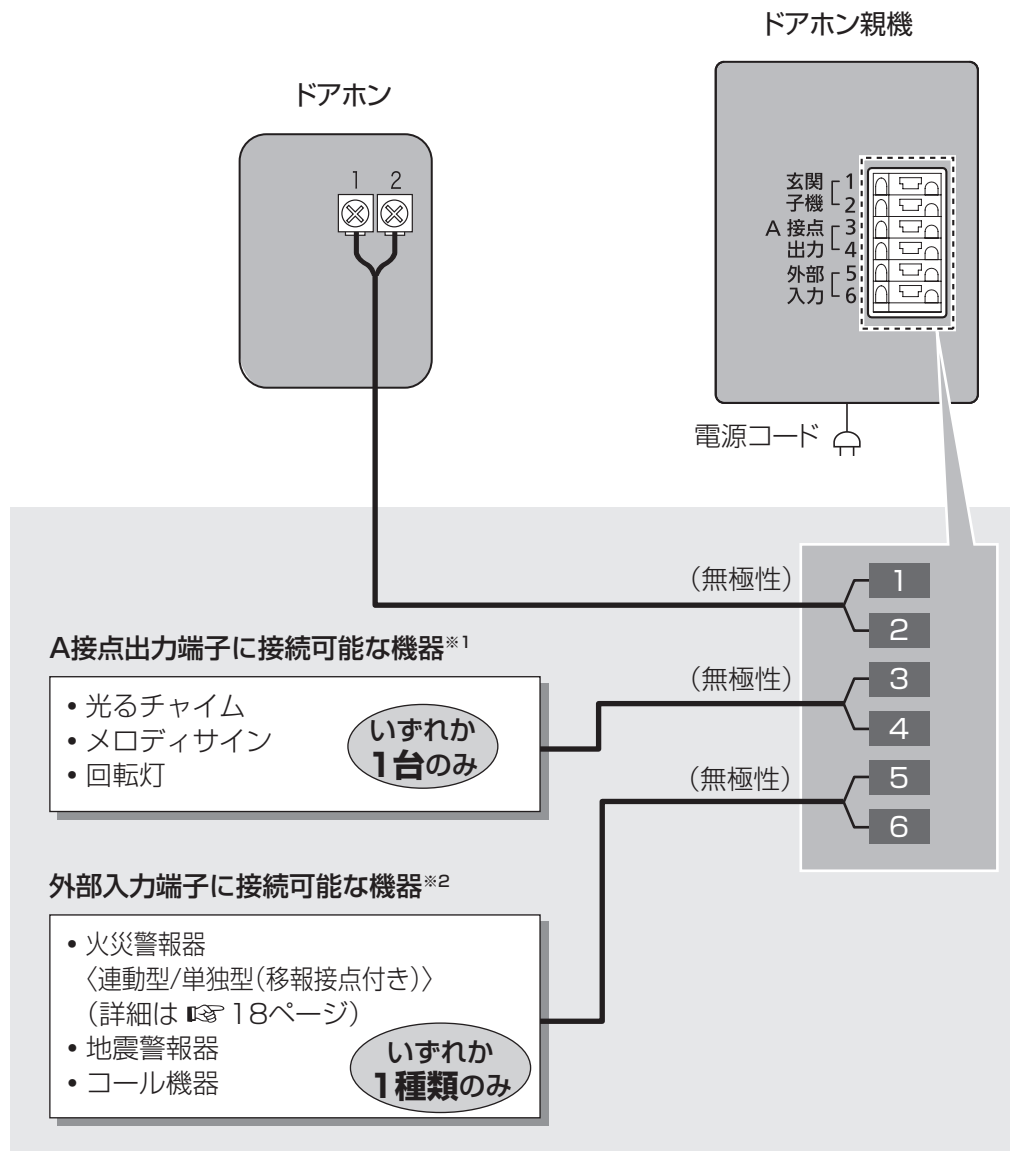 ドアホン親機
ドアホン
1 2
玄関 1
子機 2
A 接点 3
出力 4
外部 5
入力 6
電源コード
（無極性）
1
2
A接点出力端子に接続可能な機器※1
• 光るチャイム
• メロディサイン
• 回転灯
いずれか
1台のみ
（無極性）
3
4
（無極性）
5
6
外部入力端子に接続可能な機器※2
• 火災警報器
〈連動型/単独型（移報接点付き）〉
（詳細は ☞ 18ページ）
• 地震警報器
• コール機器
いずれか
1種類のみ